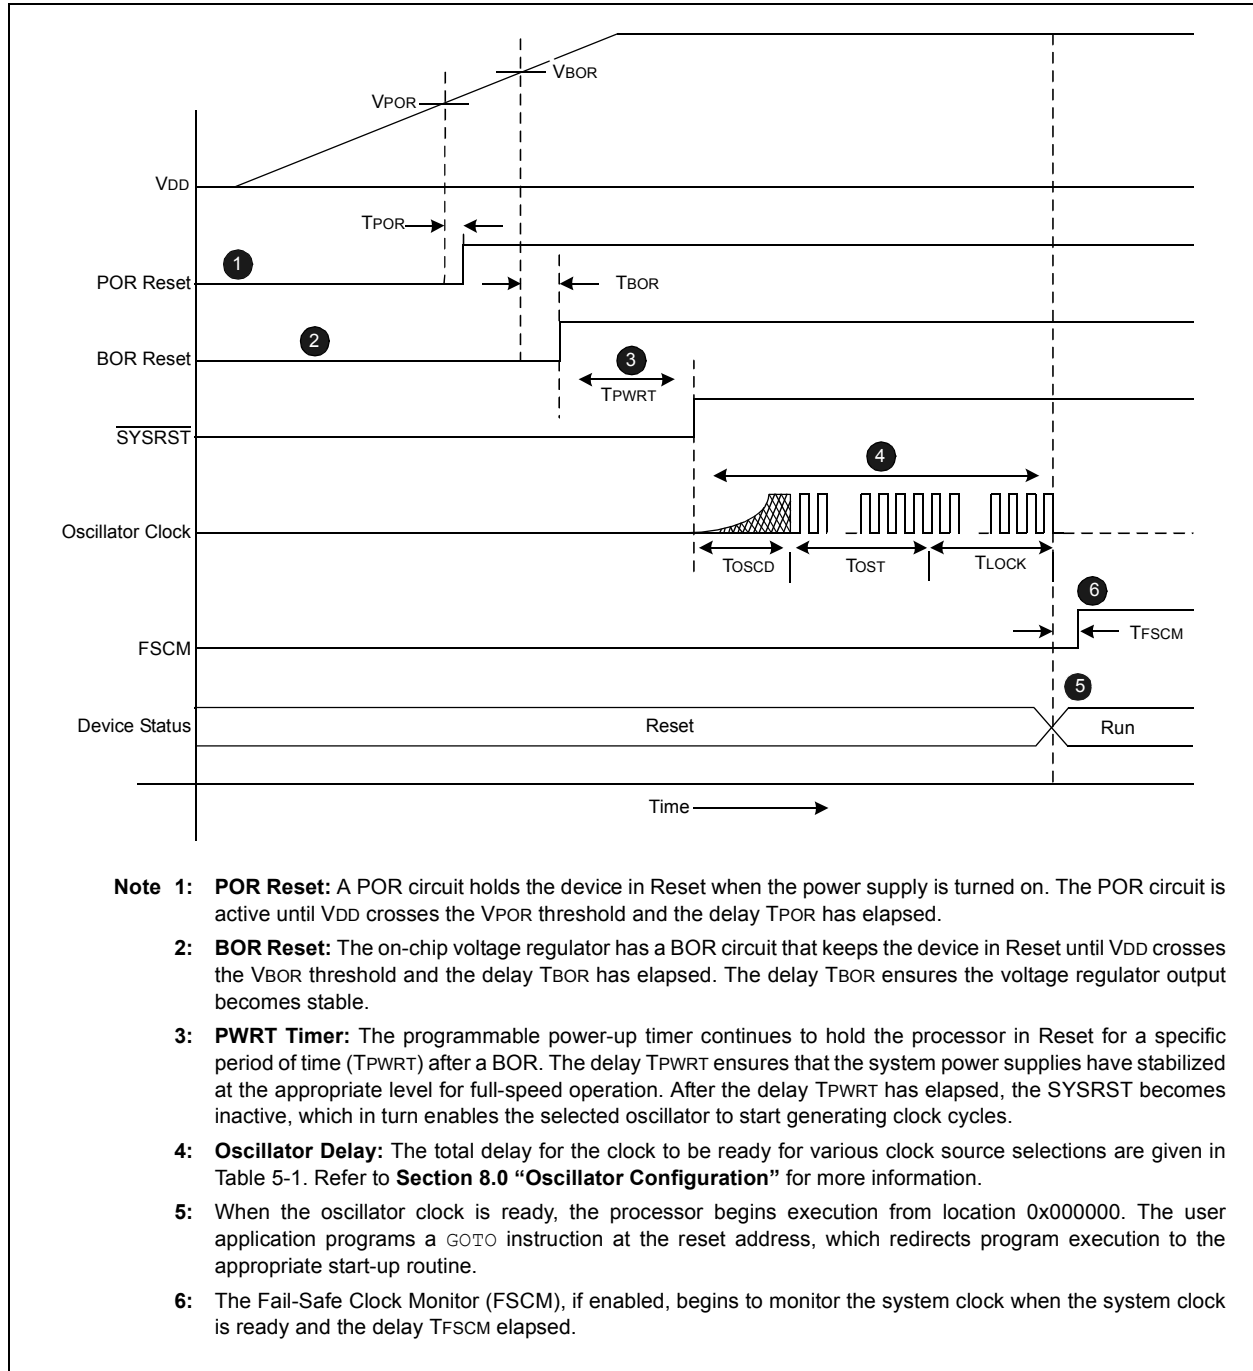 VBOR
VPOR
VDD
TPOR
1
POR Reset
TBOR
2
BOR Reset
3
TPWRT
SYSRST
4
Oscillator Clock
TOSCD
TOST
TLOCK
6
TFSCM
FSCM
5
Device Status
Reset
Run
Time
Note 1: POR Reset: A POR circuit holds the device in Reset when the power supply is turned on. The POR circuit is
active until VDD crosses the VPOR threshold and the delay TPOR has elapsed.
2: BOR Reset: The on-chip voltage regulator has a BOR circuit that keeps the device in Reset until VDD crosses
the VBOR threshold and the delay TBOR has elapsed. The delay TBOR ensures the voltage regulator output
becomes stable.
3: PWRT Timer: The programmable power-up timer continues to hold the processor in Reset for a specific
period of time (TPWRT) after a BOR. The delay TPWRT ensures that the system power supplies have stabilized
at the appropriate level for full-speed operation. After the delay TPWRT has elapsed, the SYSRST becomes
inactive, which in turn enables the selected oscillator to start generating clock cycles.
4: Oscillator Delay: The total delay for the clock to be ready for various clock source selections are given in
Table 5-1. Refer to Section 8.0 “Oscillator Configuration” for more information.
5: When the oscillator clock is ready, the processor begins execution from location 0x000000. The user
application programs a GOTO instruction at the reset address, which redirects program execution to the
appropriate start-up routine.
6: The Fail-Safe Clock Monitor (FSCM), if enabled, begins to monitor the system clock when the system clock
is ready and the delay TFSCM elapsed.